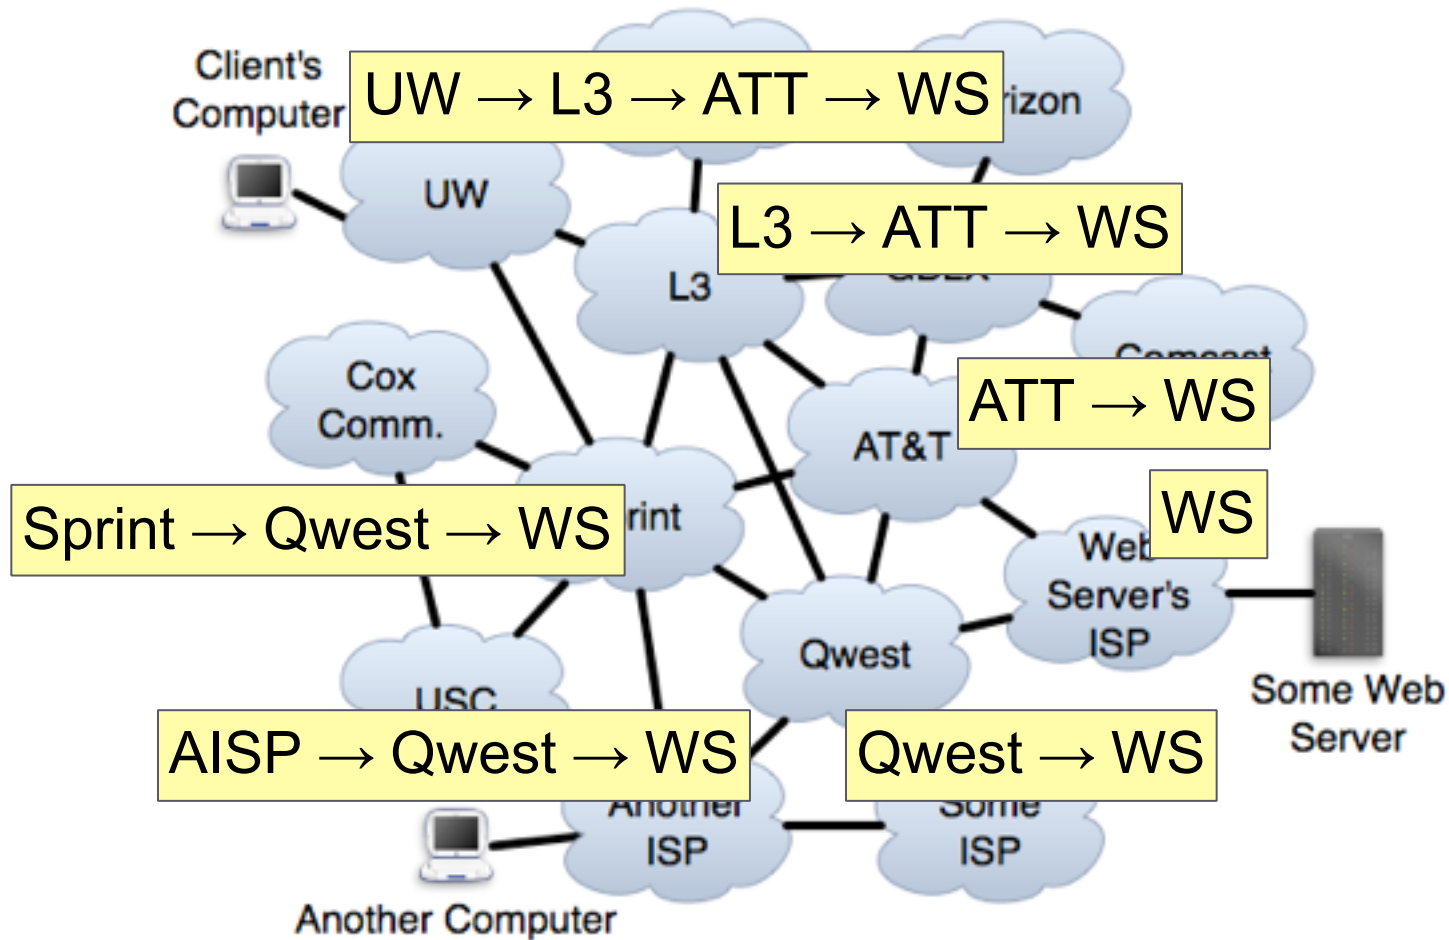 Client's
Computer
UW → L3 → ATT → WS
rizon
UW
L3 → ATT → WS
L3
Cox
Comm.
ATT → WS
AT&T
WS
Sprint → Qwest → WS
rint
Web
Server's
ISP
Qwest
Some Web
Server
USC
AISP → Qwest → WS
Qwest → WS
Another
ISP
Some
ISP
Another Computer